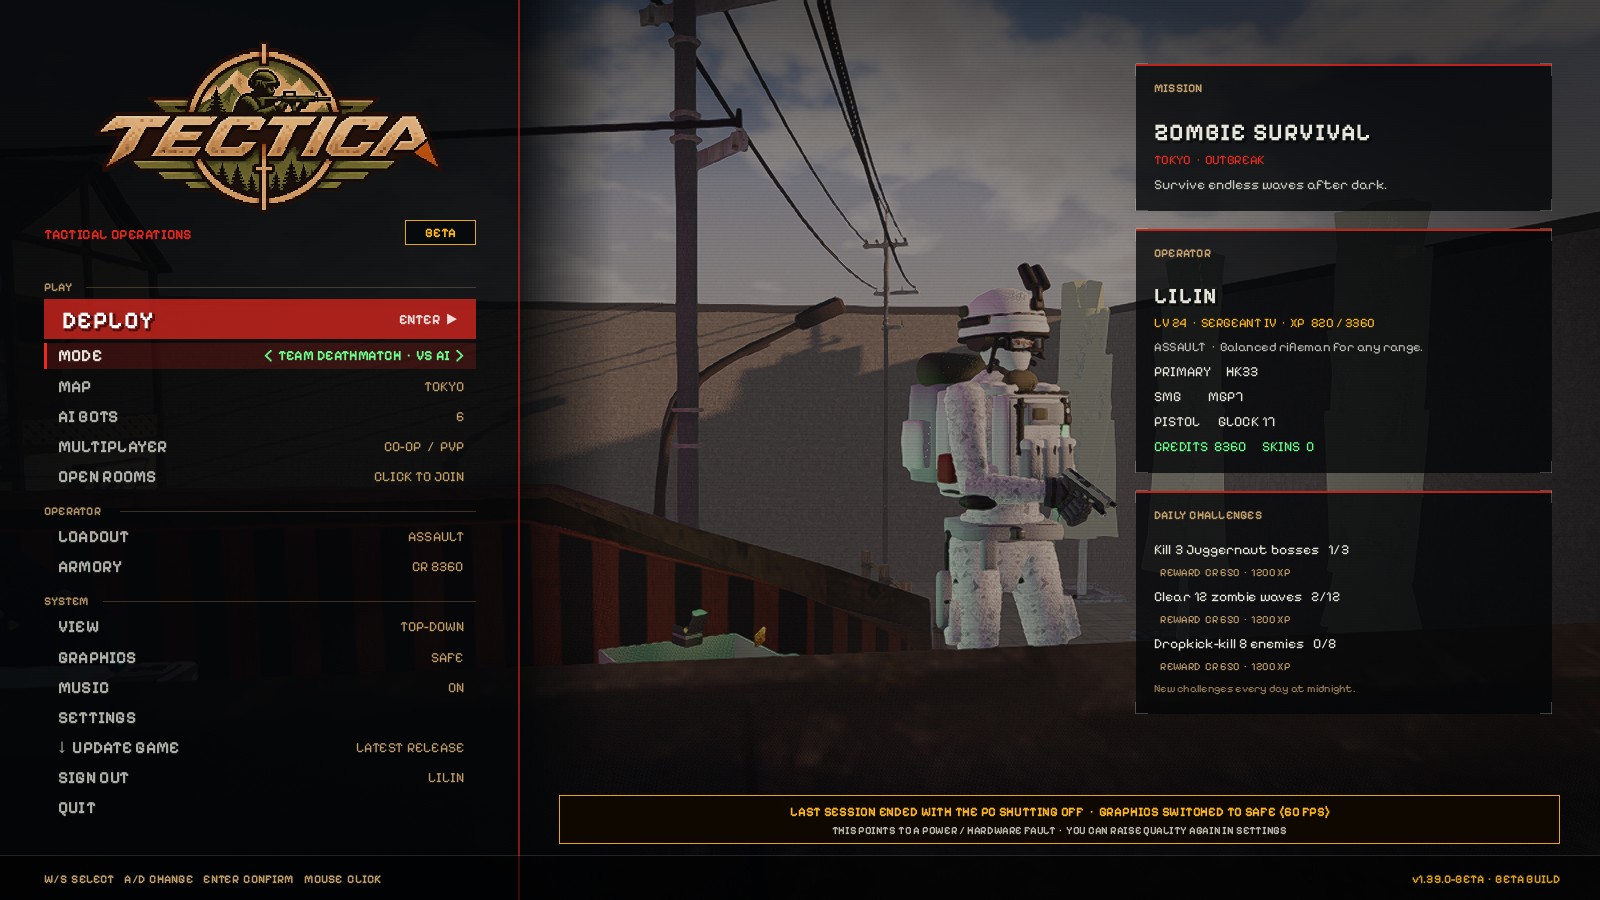 TECTICA
TACTICAL OPERATIONS
BETA
PLAY
DEPLOY ENTER ▶
MODE < TEAM DEATHMATCH · VS AI >
MAP TOKYO
AI BOTS 6
MULTIPLAYER CO-OP / PVP
OPEN ROOMS CLICK TO JOIN
OPERATOR
LOADOUT ASSAULT
ARMORY CR 8360
SYSTEM
VIEW TOP-DOWN
GRAPHICS SAFE
MUSIC ON
SETTINGS
↓ UPDATE GAME LATEST RELEASE
SIGN OUT LILIN
QUIT
W/S SELECT A/D CHANGE ENTER CONFIRM MOUSE CLICK
MISSION
ZOMBIE SURVIVAL
TOKYO · OUTBREAK
Survive endless waves after dark.
OPERATOR
LILIN
LV 24 · SERGEANT IV · XP 820 / 3360
ASSAULT · Balanced rifleman for any range.
PRIMARY HK33
SMG MGP7
PISTOL GLOCK 17
CREDITS 8360 SKINS 0
DAILY CHALLENGES
Kill 3 Juggernaut bosses 1/3
REWARD CR 680 · 1200 XP
Clear 12 zombie waves 2/12
REWARD CR 680 · 1200 XP
Dropkick-kill 8 enemies 0/8
REWARD CR 680 · 1200 XP
New challenges every day at midnight.
LAST SESSION ENDED WITH THE PC SHUTTING OFF · GRAPHICS SWITCHED TO SAFE (60 FPS)
THIS POINTS TO A POWER / HARDWARE FAULT · YOU CAN RAISE QUALITY AGAIN IN SETTINGS
v1.39.0-BETA · BETA BUILD